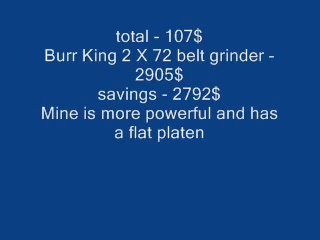 total - 107$
Burr King 2 X 72 belt grinder -
2905$
savings - 2792$
Mine is more powerful and has
a flat platen